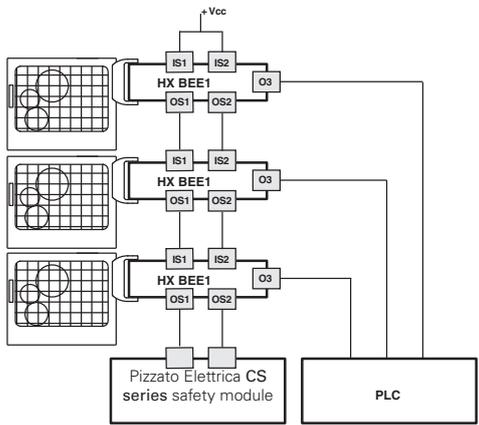 + Vcc
IS1 IS2
HX BEE1 O3
OS1 OS2
IS1 IS2
HX BEE1 O3
OS1 OS2
IS1 IS2
HX BEE1 O3
OS1 OS2
Pizzato Elettrica CS
series safety module
PLC